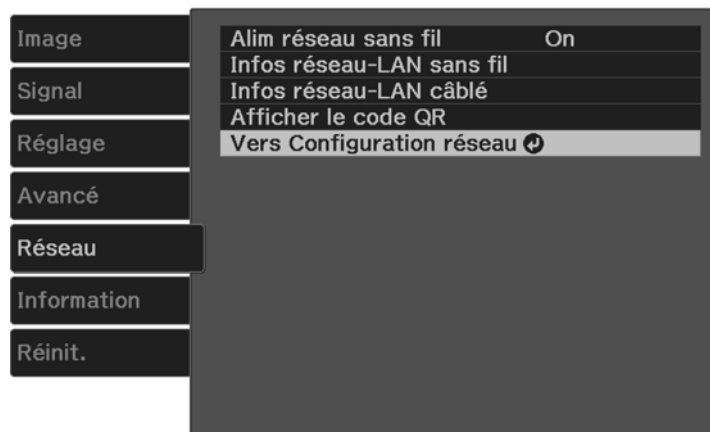 Image
Signal
Réglage
Avancé
Réseau
Information
Réinit.
Alim réseau sans fil On
Infos réseau-LAN sans fil
Infos réseau-LAN câblé
Afficher le code QR
Vers Configuration réseau